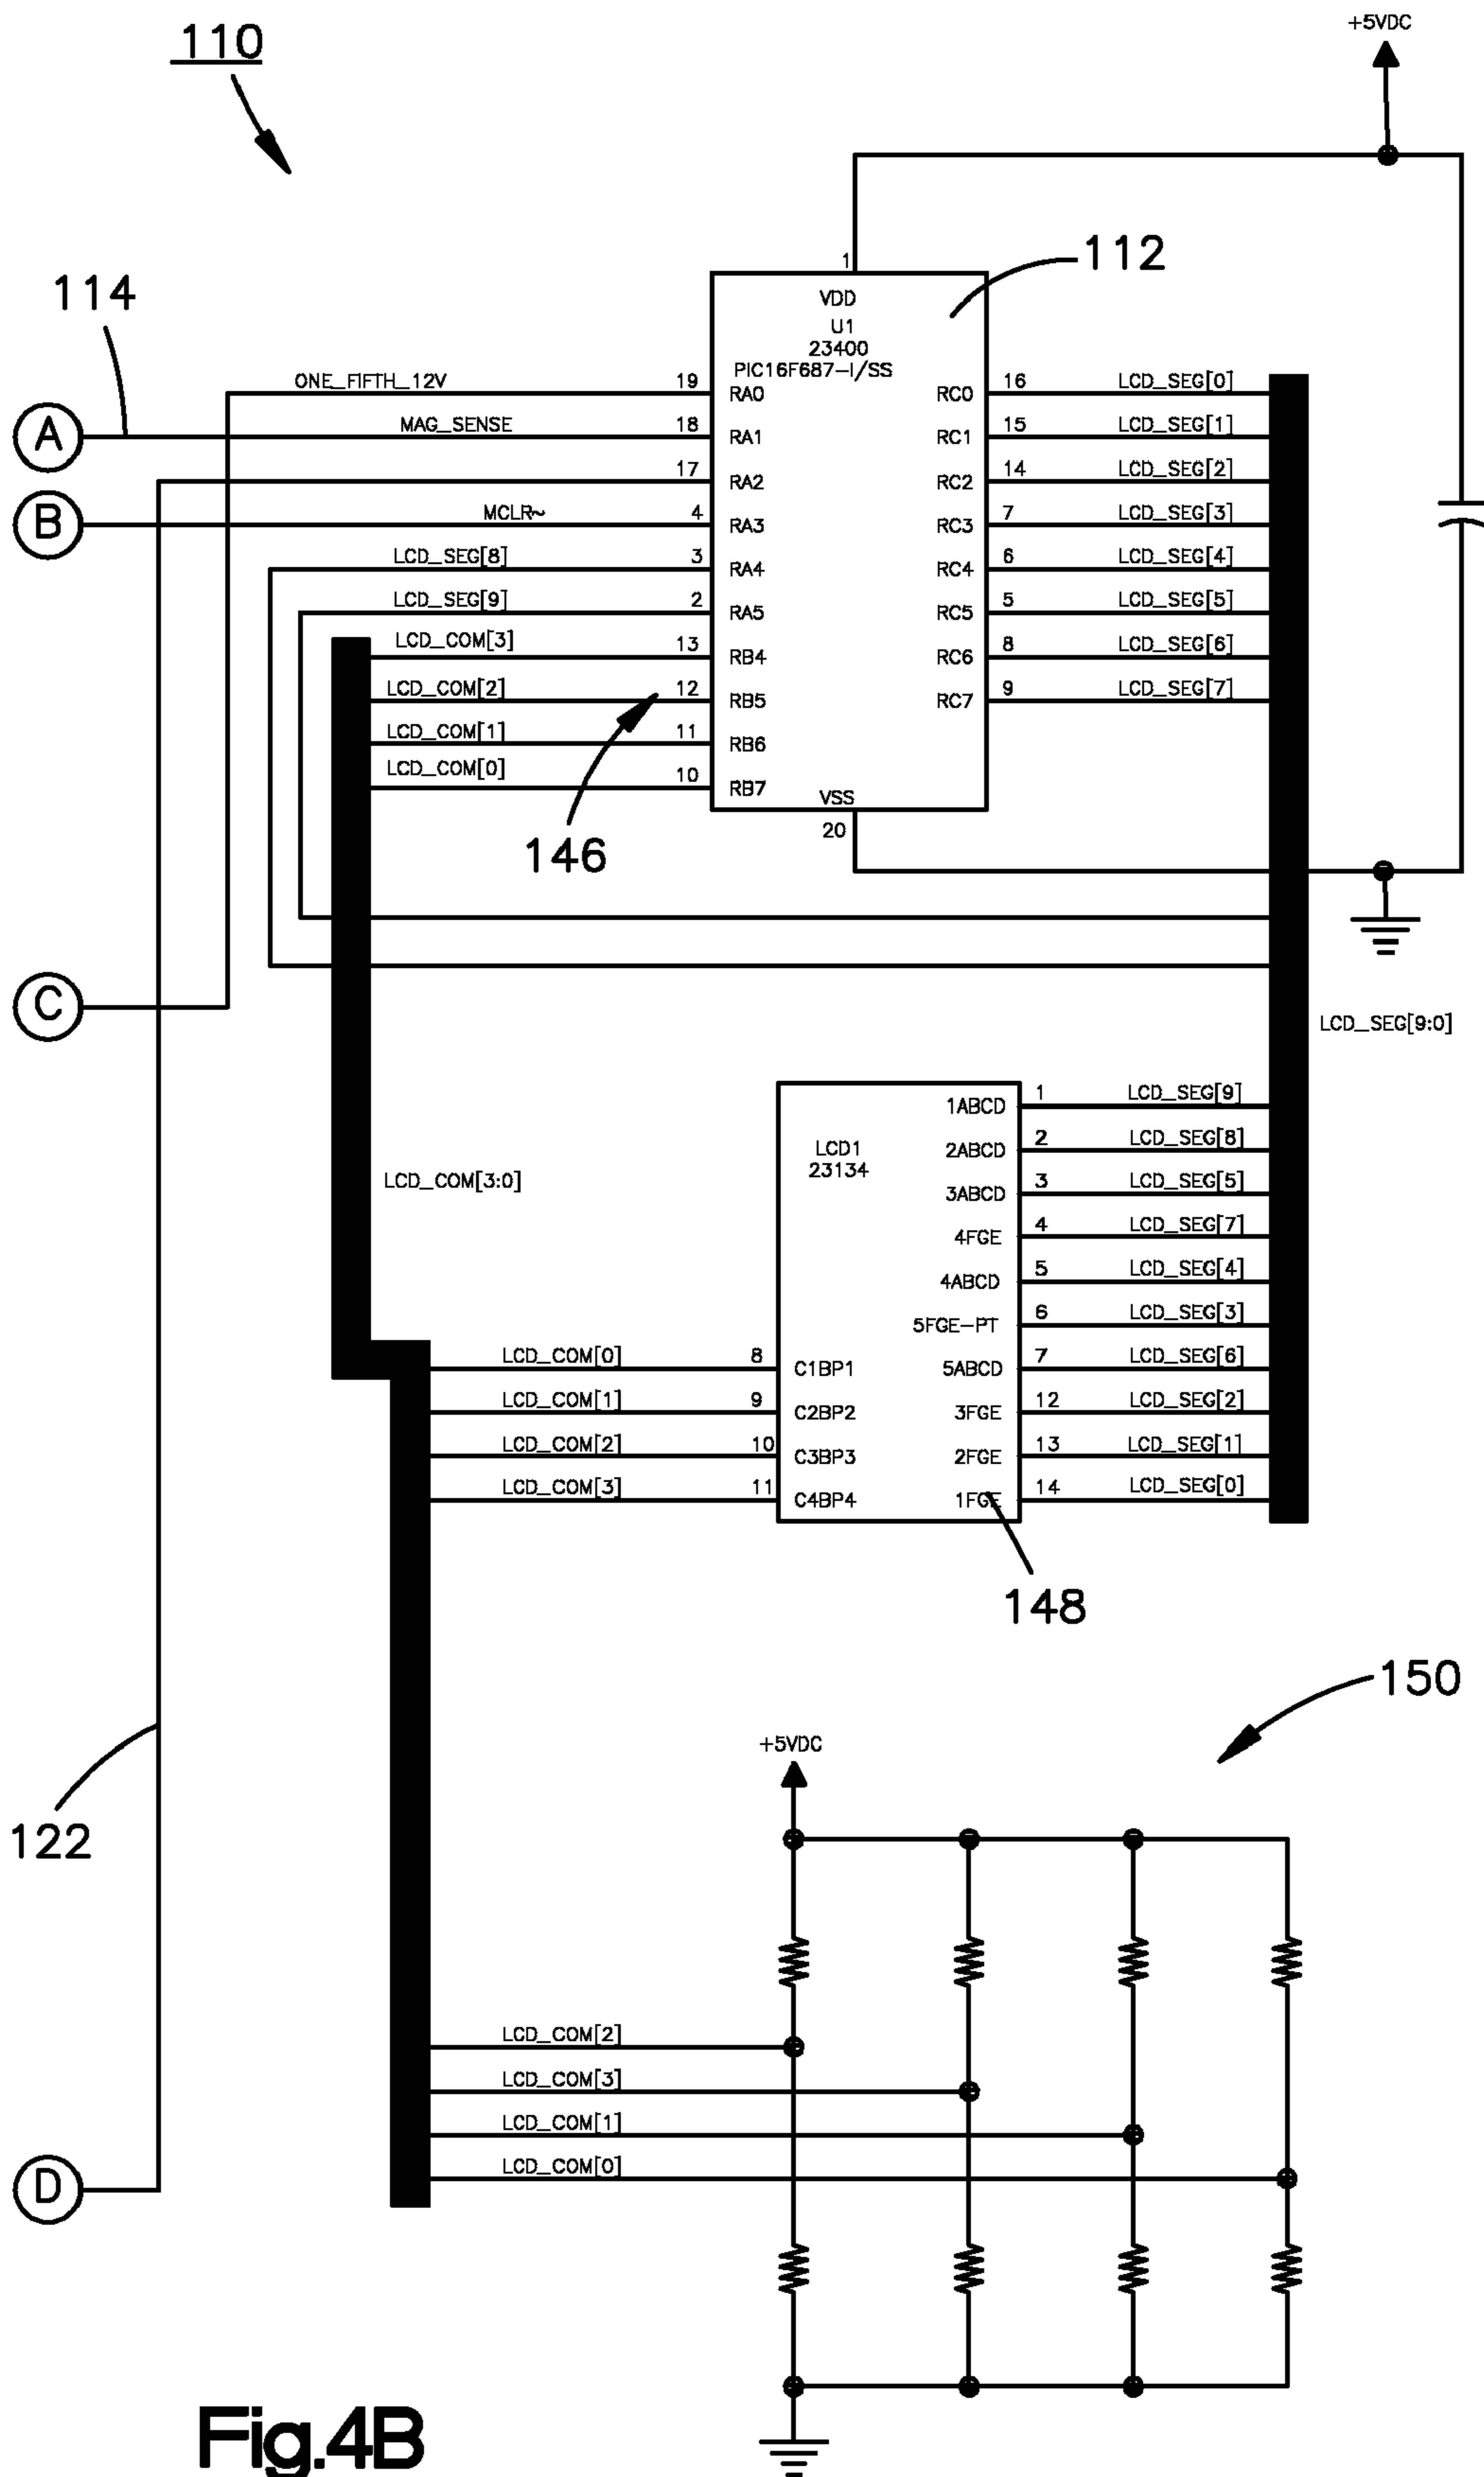 110
+5VDC
112
114
1
VDD
U1
23400
PIC16F687-I/SS
ONE_FIFTH_12V 19 RA0 RC0 16 LCD_SEG[0]
A MAG_SENSE 18 RA1 RC1 15 LCD_SEG[1]
17 RA2 RC2 14 LCD_SEG[2]
B MCLR~ 4 RA3 RC3 7 LCD_SEG[3]
LCD_SEG[8] 3 RA4 RC4 6 LCD_SEG[4]
LCD_SEG[9] 2 RA5 RC5 5 LCD_SEG[5]
LCD_COM[3] 13 RB4 RC6 8 LCD_SEG[6]
LCD_COM[2] 12 RB5 RC7 9 LCD_SEG[7]
LCD_COM[1] 11 RB6
LCD_COM[0] 10 RB7
VSS
20
146
C
LCD_SEG[9:0]
1ABCD 1 LCD_SEG[9]
LCD1
23134
2ABCD 2 LCD_SEG[8]
LCD_COM[3:0]
3ABCD 3 LCD_SEG[5]
4FGE 4 LCD_SEG[7]
4ABCD 5 LCD_SEG[4]
5FGE-PT 6 LCD_SEG[3]
LCD_COM[0] 8 C1BP1 5ABCD 7 LCD_SEG[6]
LCD_COM[1] 9 C2BP2 3FGE 12 LCD_SEG[2]
LCD_COM[2] 10 C3BP3 2FGE 13 LCD_SEG[1]
LCD_COM[3] 11 C4BP4 1FGE 14 LCD_SEG[0]
148
150
+5VDC
122
LCD_COM[2]
LCD_COM[3]
LCD_COM[1]
LCD_COM[0]
D
Fig.4B